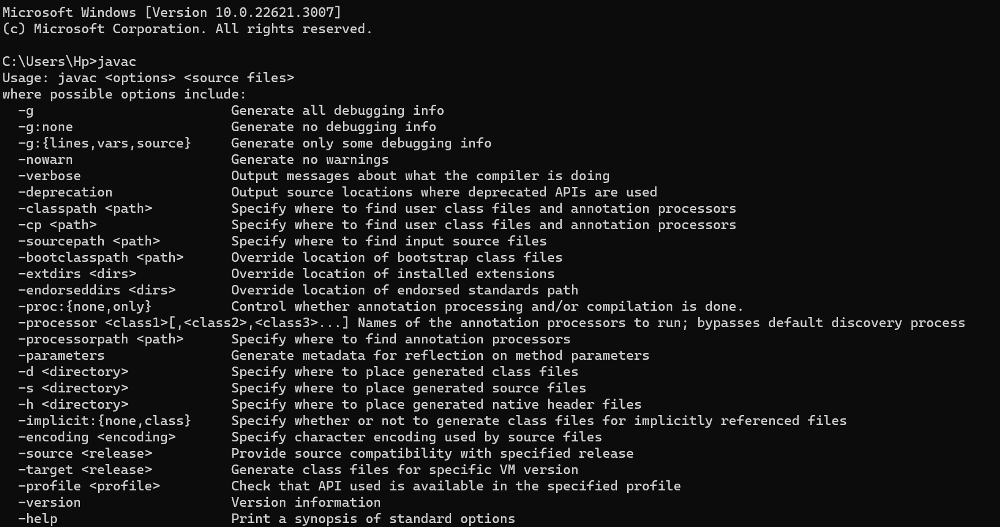 Microsoft Windows [Version 10.0.22621.3007]
(c) Microsoft Corporation. All rights reserved.

C:\Users\Hp>javac
Usage: javac <options> <source files>
where possible options include:
  -g                         Generate all debugging info
  -g:none                    Generate no debugging info
  -g:{lines,vars,source}     Generate only some debugging info
  -nowarn                    Generate no warnings
  -verbose                   Output messages about what the compiler is doing
  -deprecation               Output source locations where deprecated APIs are used
  -classpath <path>          Specify where to find user class files and annotation processors
  -cp <path>                 Specify where to find user class files and annotation processors
  -sourcepath <path>         Specify where to find input source files
  -bootclasspath <path>      Override location of bootstrap class files
  -extdirs <dirs>            Override location of installed extensions
  -endorseddirs <dirs>       Override location of endorsed standards path
  -proc:{none,only}          Control whether annotation processing and/or compilation is done.
  -processor <class1>[,<class2>,<class3>...] Names of the annotation processors to run; bypasses default discovery process
  -processorpath <path>      Specify where to find annotation processors
  -parameters                Generate metadata for reflection on method parameters
  -d <directory>             Specify where to place generated class files
  -s <directory>             Specify where to place generated source files
  -h <directory>             Specify where to place generated native header files
  -implicit:{none,class}     Specify whether or not to generate class files for implicitly referenced files
  -encoding <encoding>       Specify character encoding used by source files
  -source <release>          Provide source compatibility with specified release
  -target <release>          Generate class files for specific VM version
  -profile <profile>         Check that API used is available in the specified profile
  -version                   Version information
  -help                      Print a synopsis of standard options